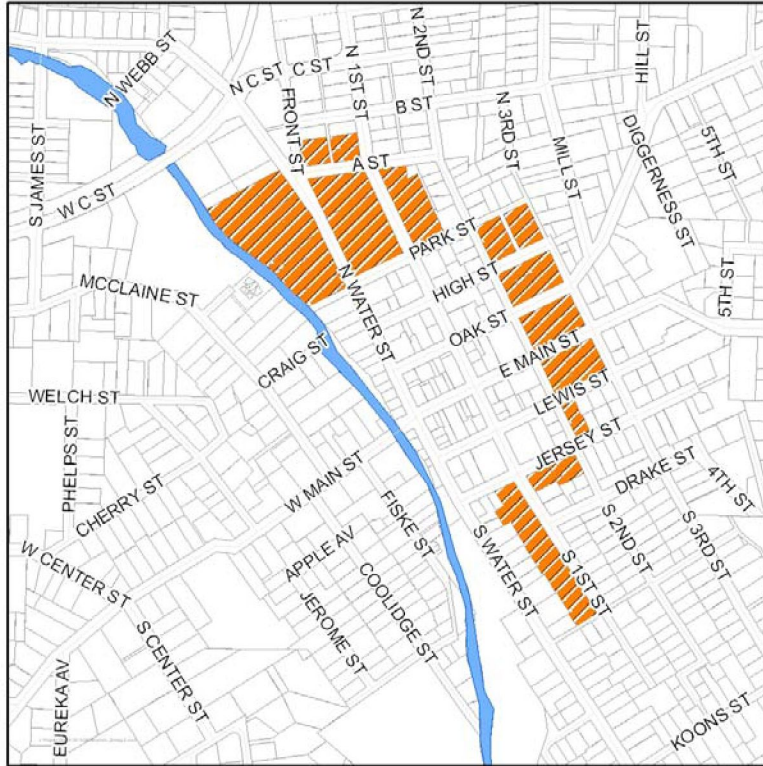 N WEBB ST
N C ST
C ST
N 1ST ST
N 2ND ST
HILL ST
B ST
FRONT ST
N 3RD ST
MILL ST
DIGGERNESS ST
5TH ST
S JAMES ST
W C ST
A ST
PARK ST
HIGH ST
MCCLAINE ST
N WATER ST
OAK ST
5TH ST
CRAIG ST
E MAIN ST
WELCH ST
LEWIS ST
PHELPS ST
JERSEY ST
CHERRY ST
W MAIN ST
DRAKE ST
4TH ST
FISKE ST
S 2ND ST
S 3RD ST
W CENTER ST
APPLE AV
S WATER ST
S 1ST ST
JEROME ST
COOLIDGE ST
S CENTER ST
EUREKA AV
KOONS ST